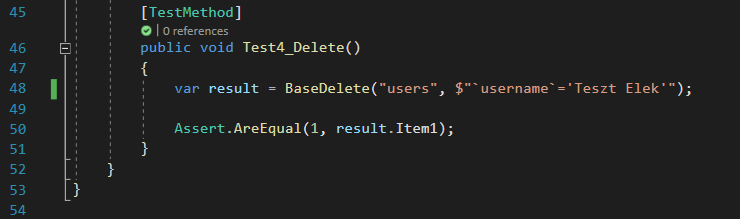 45 [TestMethod]
0 references
46 public void Test4_Delete()
47 {
48 var result = BaseDelete("users", $"`username`='Teszt Elek'");
49
50 Assert.AreEqual(1, result.Item1);
51 }
52 }
53 }
54